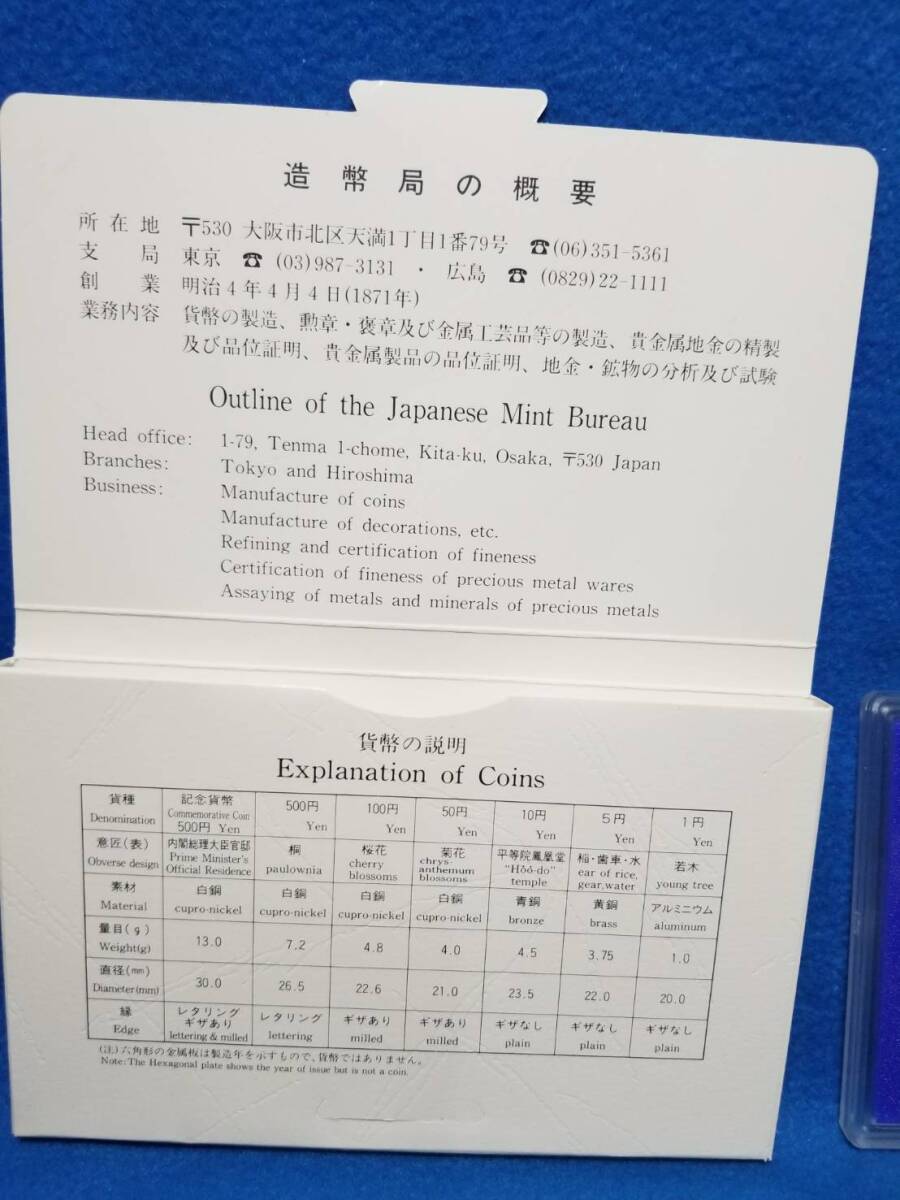 造幣局の概要
所在地 〒530 大阪市北区天満1丁目1番79号 ☎(06)351-5361
支局 東京 ☎ (03)987-3131 ・ 広島 ☎ (0829)22-1111
創業 明治4年4月4日(1871年)
業務内容 貨幣の製造、勲章・褒章及び金属工芸品等の製造、貴金属地金の精製
及び品位証明、貴金属製品の品位証明、地金・鉱物の分析及び試験
Outline of the Japanese Mint Bureau
Head office: 1-79, Tenma 1-chome, Kita-ku, Osaka, 〒530 Japan
Branches: Tokyo and Hiroshima
Business: Manufacture of coins
Manufacture of decorations, etc.
Refining and certification of fineness
Certification of fineness of precious metal wares
Assaying of metals and minerals of precious metals
貨幣の説明
Explanation of Coins
貨種 記念貨幣 500円 100円 50円 10円 5円 1円
Denomination Commemorative Coin 500円 Yen Yen Yen Yen Yen Yen Yen
意匠(表) 内閣総理大臣官邸 桐 桜花 菊花 平等院鳳凰堂 稲・歯車・水 若木
Obverse design Prime Minister's Official Residence paulownia cherry blossoms chrys-anthemum blossoms "Hôô-do" temple ear of rice, gear,water young tree
素材 白銅 白銅 白銅 白銅 青銅 黄銅 アルミニウム
Material cupro-nickel cupro-nickel cupro-nickel cupro-nickel bronze brass aluminum
量目(g) 13.0 7.2 4.8 4.0 4.5 3.75 1.0
Weight(g)
直径(mm) 30.0 26.5 22.6 21.0 23.5 22.0 20.0
Diameter(mm)
縁 レタリング ギザあり レタリング ギザあり ギザあり ギザなし ギザなし ギザなし
Edge lettering & milled lettering milled milled plain plain plain
(注)六角形の金属板は製造年を示すもので、貨幣ではありません。
Note: The Hexagonal plate shows the year of issue but is not a coin.